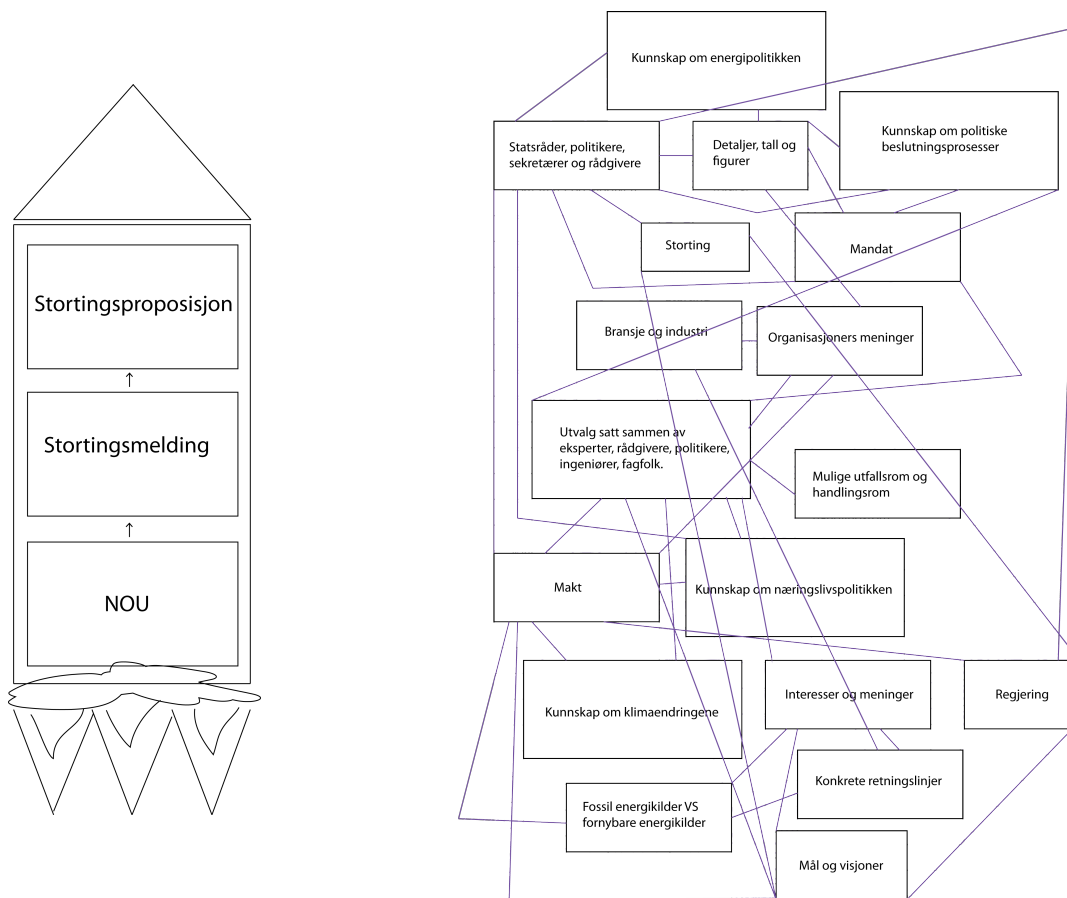 Stortingsproposisjon
Stortingsmelding
NOU
Kunnskap om energipolitikken
Statsråder, politikere,
sekretærer og rådgivere
Detaljer, tall og
figurer
Kunnskap om politiske
beslutningsprosesser
Storting
Mandat
Bransje og industri
Organisasjoners meninger
Utvalg satt sammen av
eksperter, rådgivere, politikere,
ingeniører, fagfolk.
Mulige utfallsrom og
handlingsrom
Makt
Kunnskap om næringslivspolitikken
Kunnskap om klimaendringene
Interesser og meninger
Regjering
Konkrete retningslinjer
Fossil energikilder VS
fornybare energikilder
Mål og visjoner